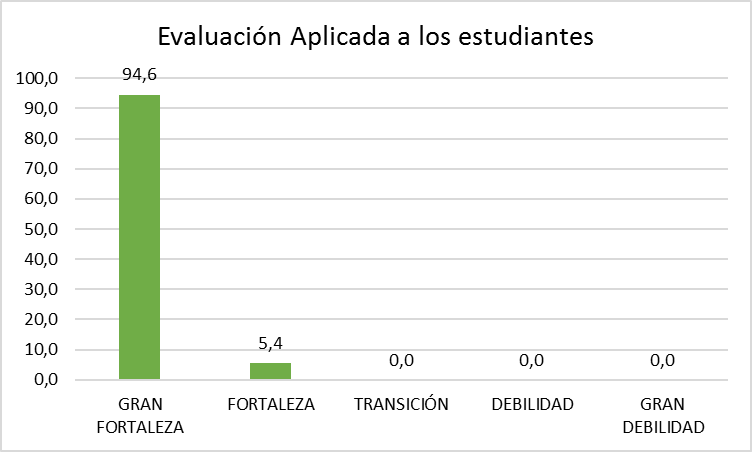 Evaluación Aplicada a los estudiantes
100,0
90,0
80,0
70,0
60,0
50,0
40,0
30,0
20,0
10,0
0,0
94,6
5,4
0,0
0,0
0,0
GRAN
FORTALEZA
FORTALEZA
TRANSICIÓN
DEBILIDAD
GRAN
DEBILIDAD